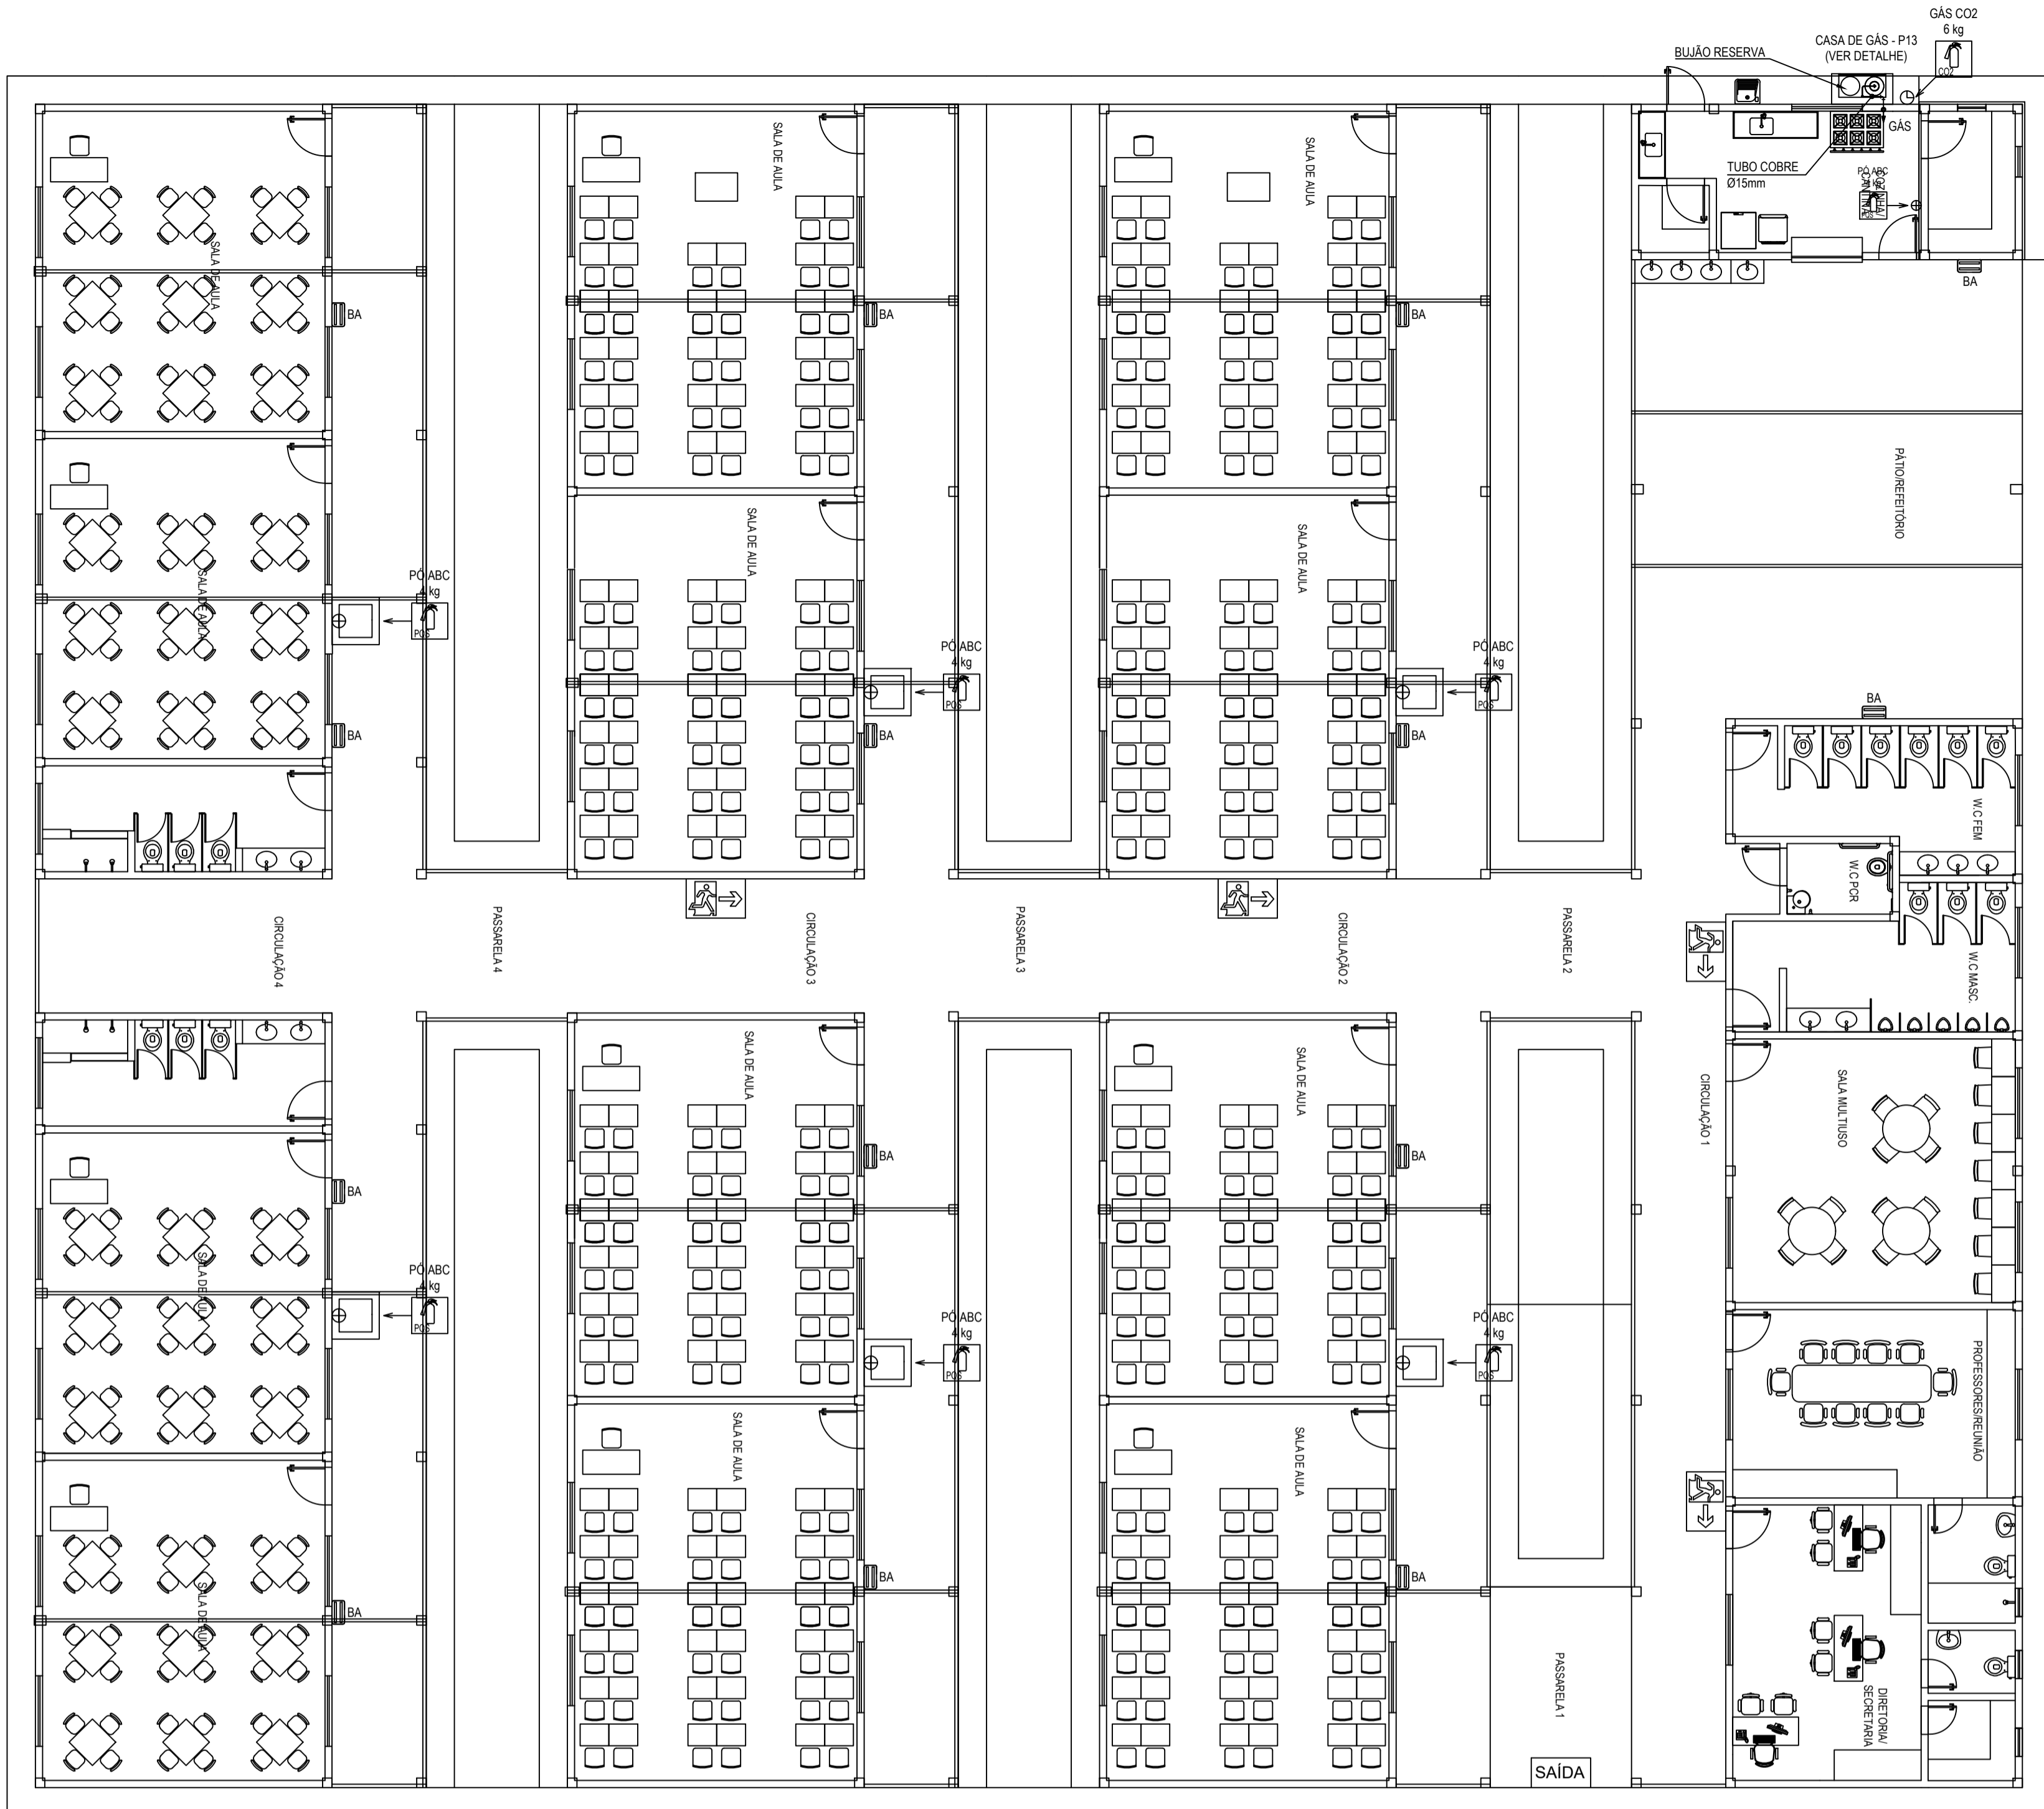 GÁS CO2
6 kg
CO2
CASA DE GÁS - P13
(VER DETALHE)
BUJÃO RESERVA
GÁS
TUBO COBRE
Ø15mm
PÓ ABC
4 kg
PQS
COZINHA/
CANTINA
BA
SALA DE AULA
SALA DE AULA
SALA DE AULA
BA
BA
BA
PÁTIO/REFEITÓRIO
SALA DE AULA
SALA DE AULA
SALA DE AULA
PÓ ABC
4 kg
PQS
PÓ ABC
4 kg
PQS
PÓ ABC
4 kg
PQS
BA
BA
BA
BA
W.C FEM
W.C PCR
W.C MASC.
CIRCULAÇÃO 4
PASSARELA 4
CIRCULAÇÃO 3
PASSARELA 3
CIRCULAÇÃO 2
PASSARELA 2
CIRCULAÇÃO 1
SALA MULTIUSO
SALA DE AULA
SALA DE AULA
BA
BA
BA
SALA DE AULA
PÓ ABC
4 kg
PQS
PÓ ABC
4 kg
PQS
PÓ ABC
4 kg
PQS
PROFESSORES/REUNIÃO
SALA DE AULA
SALA DE AULA
SALA DE AULA
BA
BA
BA
PASSARELA 1
DIRETORIA/
SECRETARIA
SAÍDA